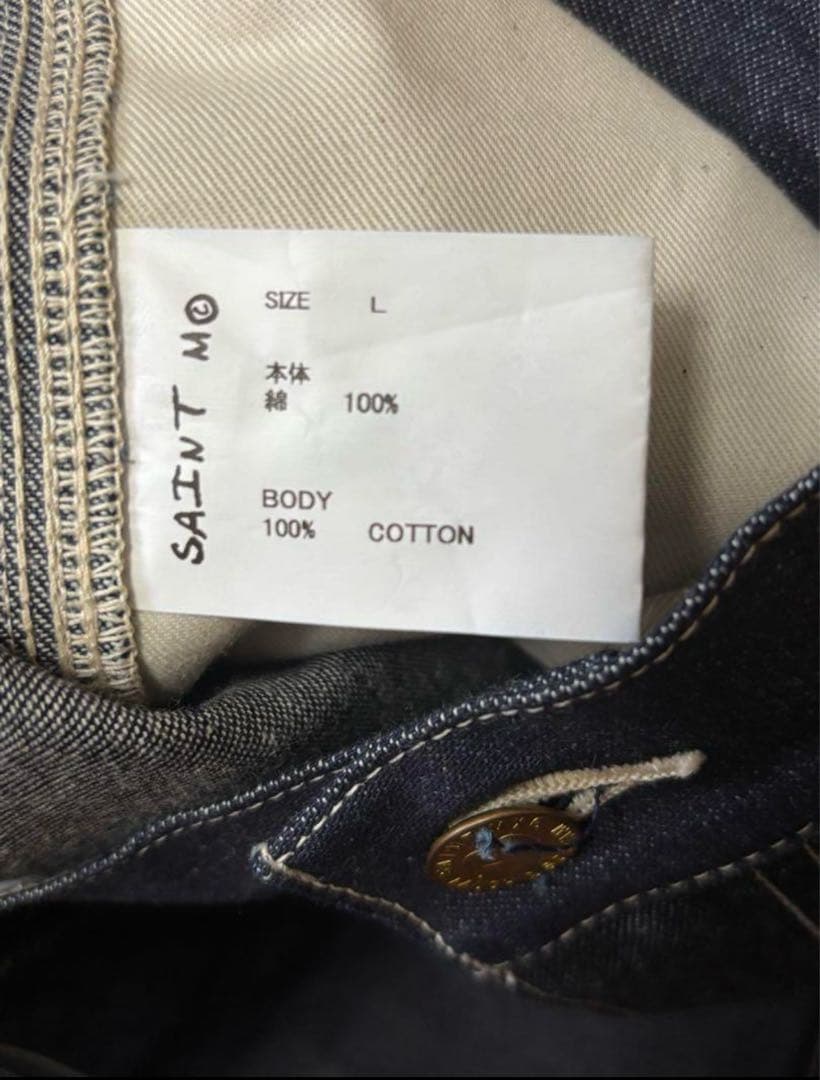 SAINT M©
SIZE L
本体
綿 100%
BODY
100% COTTON